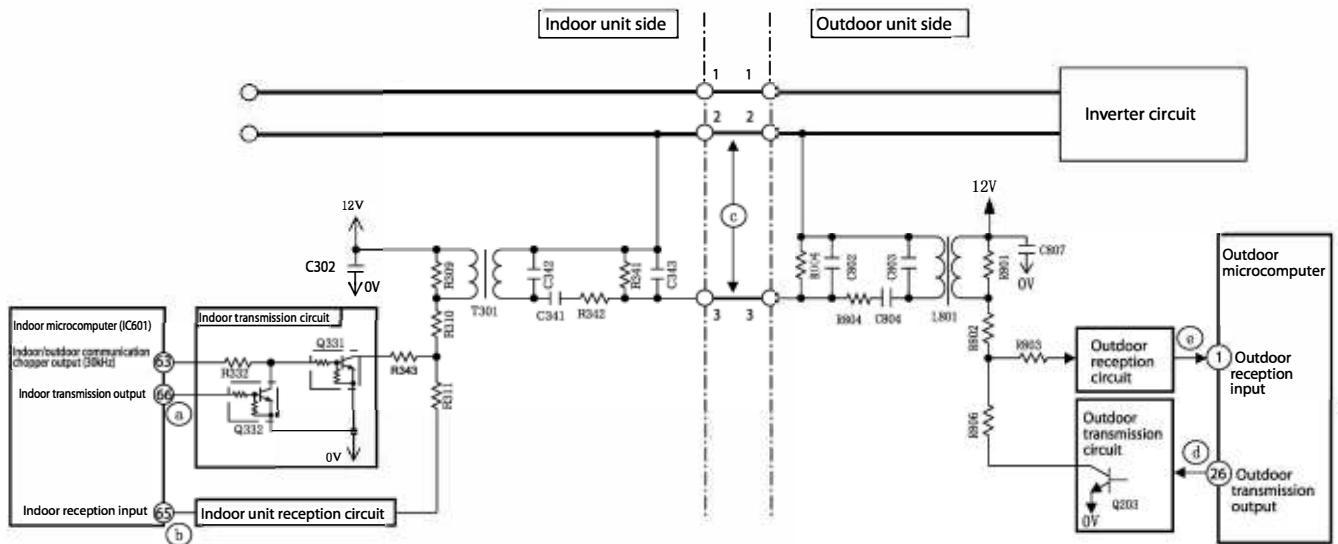 Indoor unit side
Outdoor unit side
1 1
2 2
Inverter circuit
c
12V
C302
0V
R309
R310
T301
C342
C341
R342
R341
C343
3 3
C802
R804
C803
C804
L801
12V
R801
C807
0V
R802
R803
R806
Outdoor microcomputer
Outdoor reception circuit
e
1
Outdoor reception input
Outdoor transmission circuit
d
26
Outdoor transmission output
Q203
0V
Indoor microcomputer (IC601)
Indoor/outdoor communication
chopper output (30kHz)
63
Indoor transmission output
66
a
Indoor transmission circuit
Q331
R332
Q332
0V
R343
R311
Indoor reception input
65
b
Indoor unit reception circuit